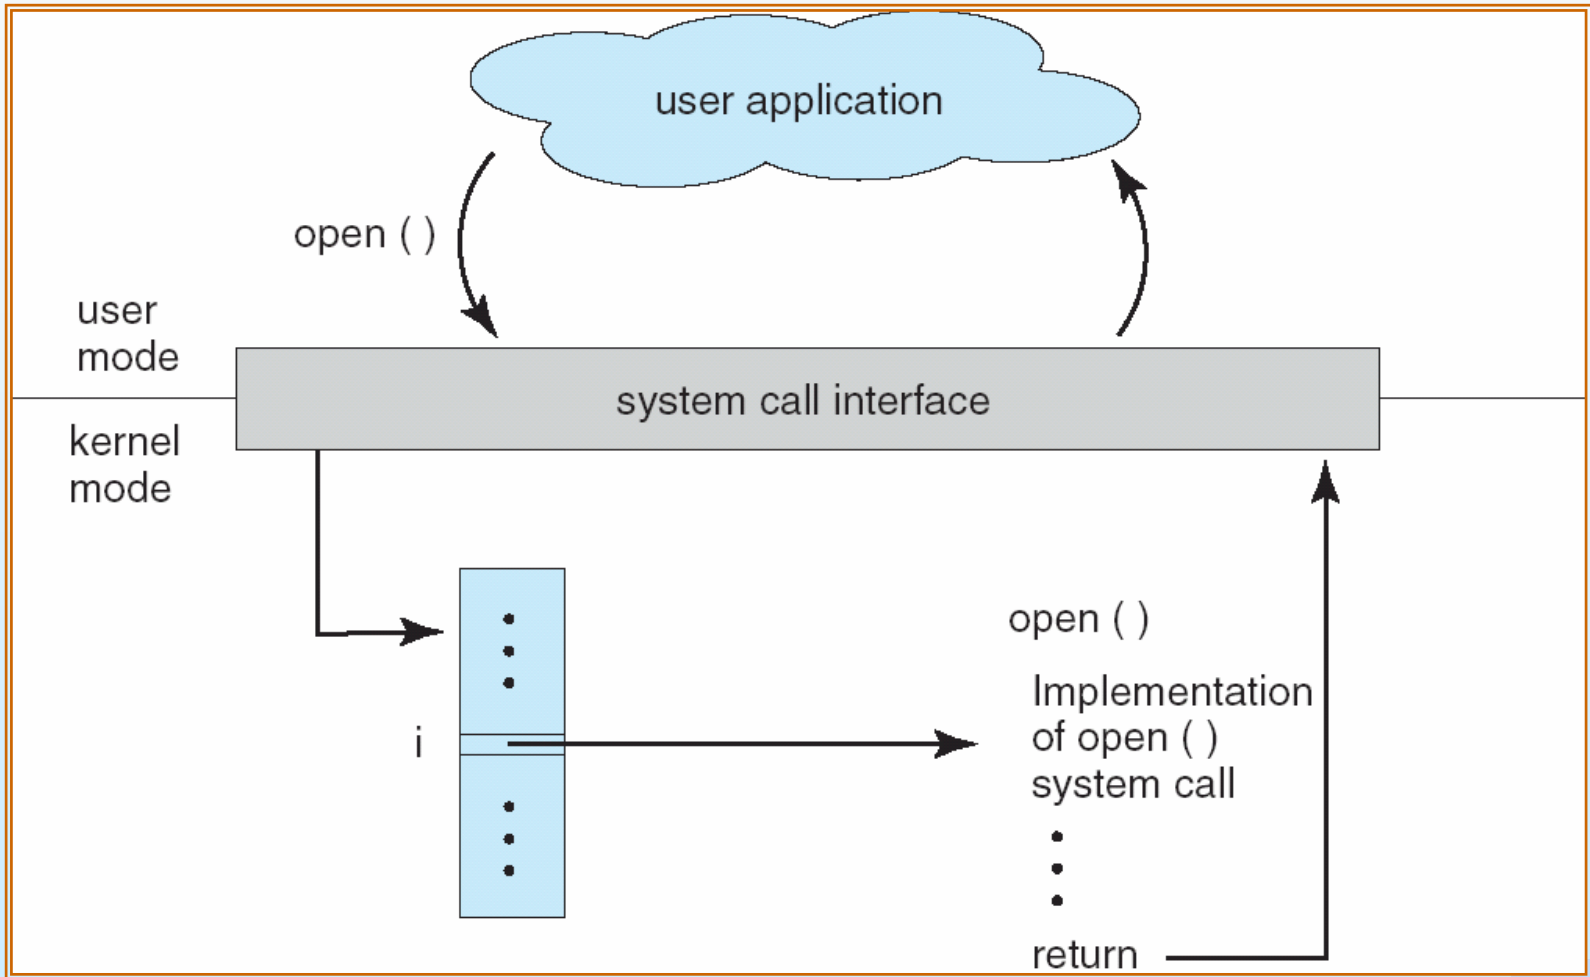 user application
open ( )
user
mode
system call interface
kernel
mode
open ( )
Implementation
of open ( )
system call
i
return